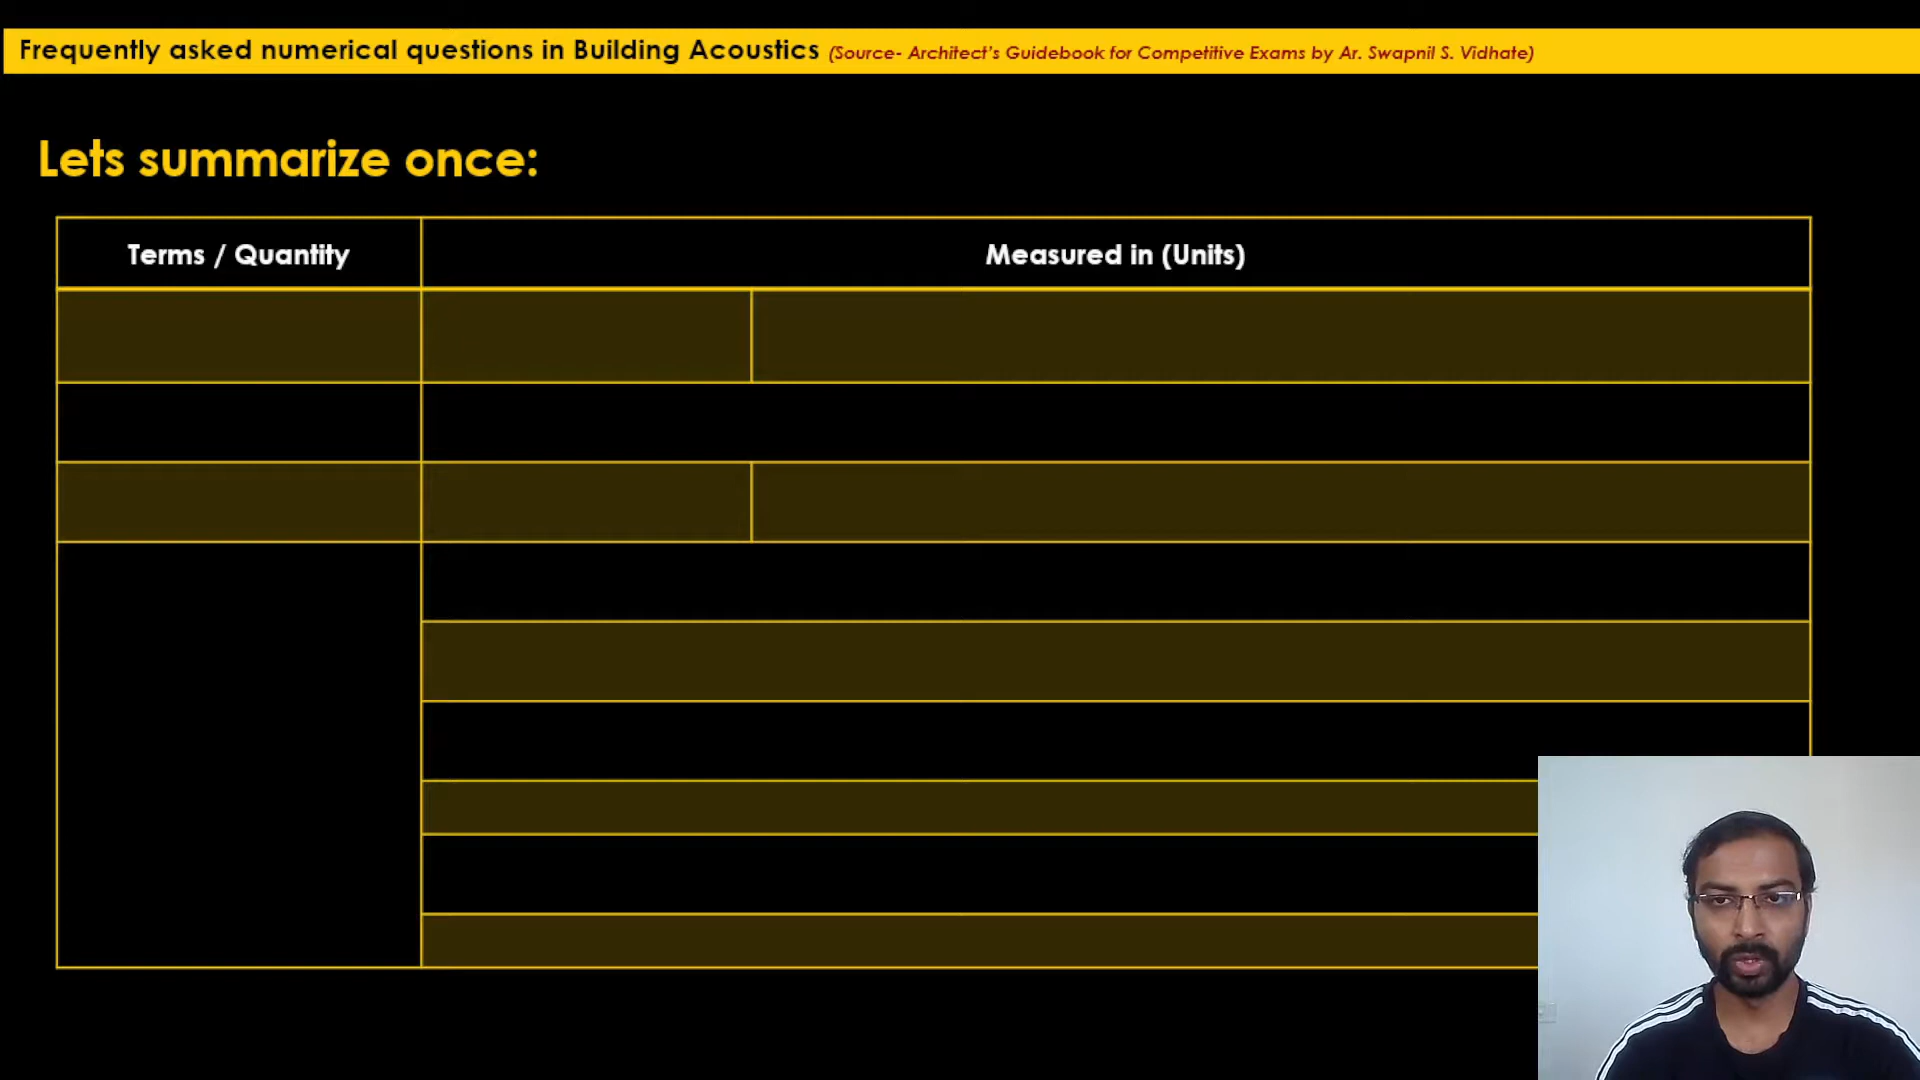 Frequently asked numerical questions in Building Acoustics (Source- Architect's Guidebook for Competitive Exams by Ar. Swapnil S. Vidhate)
Lets summarize once:
Terms / Quantity
Measured in (Units)